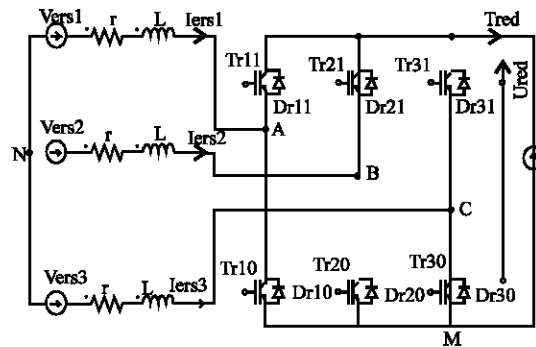 Vers1 r L Iers1 Tred
Tr11 Tr21 Tr31
Dr11 Dr21 Dr31 Ured
A
Vers2 r L Iers2
N
B
C
Vers3 r L Iers3
Tr10 Tr20 Tr30
Dr10 Dr20 Dr30
M